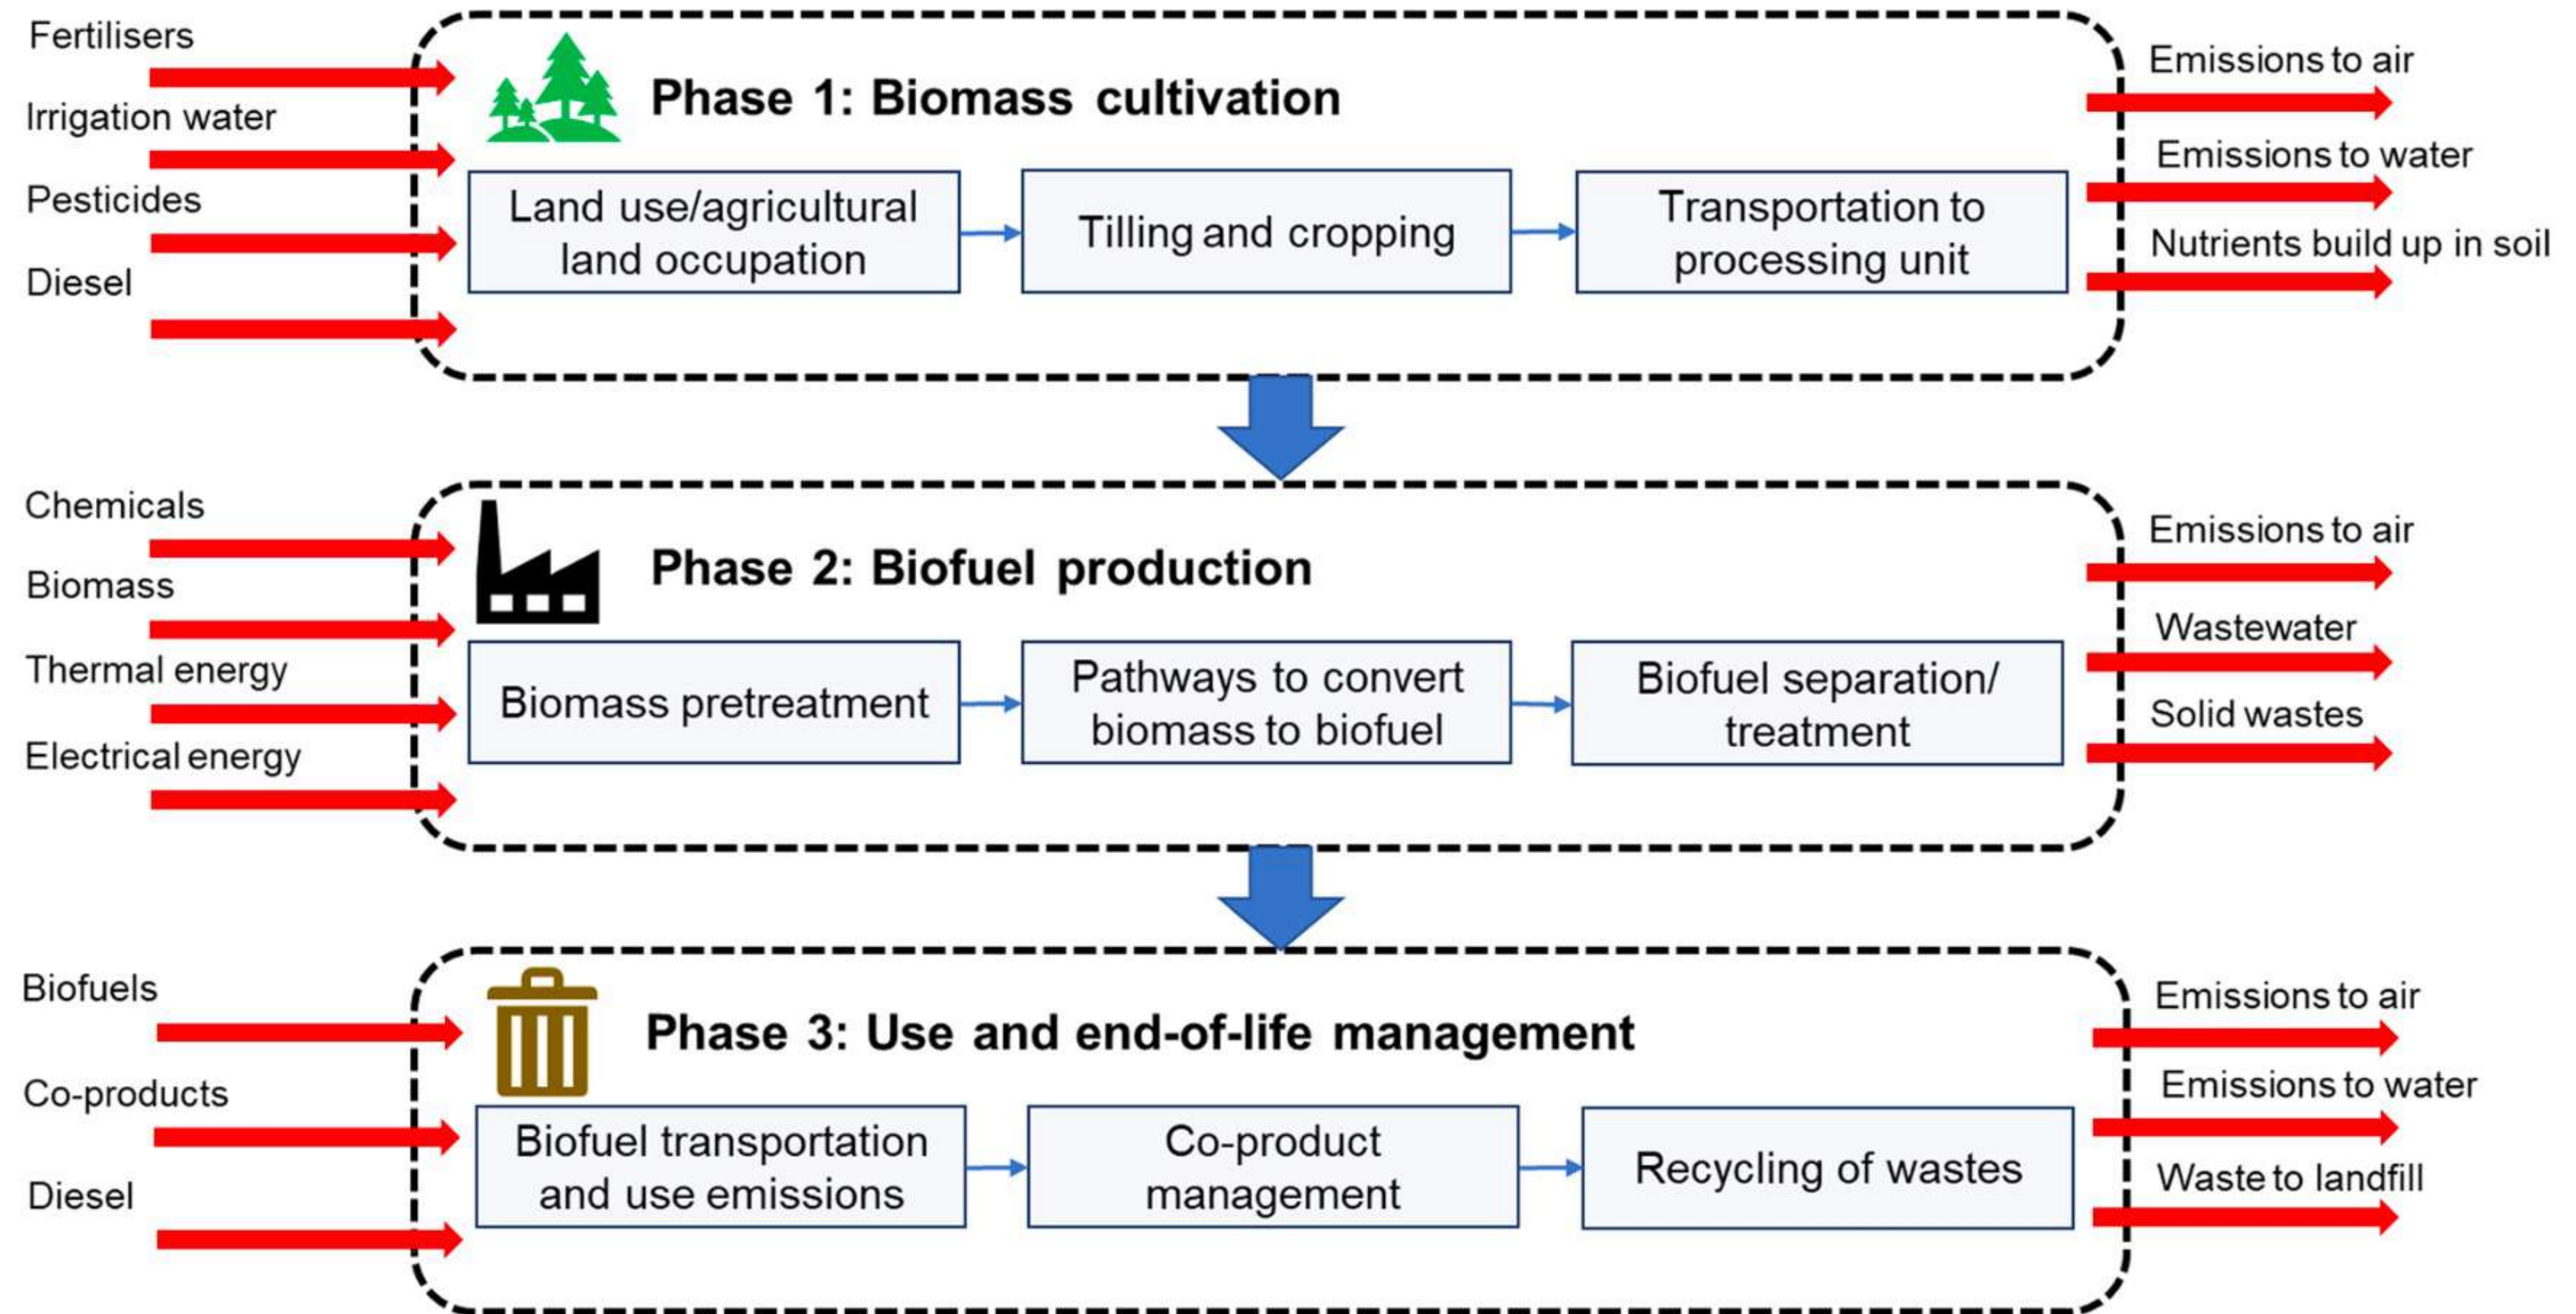 Fertilisers
Irrigation water
Pesticides
Diesel
Phase 1: Biomass cultivation
Land use/agricultural
land occupation
Tilling and cropping
Transportation to
processing unit
Emissions to air
Emissions to water
Nutrients build up in soil
Chemicals
Biomass
Thermal energy
Electrical energy
Phase 2: Biofuel production
Biomass pretreatment
Pathways to convert
biomass to biofuel
Biofuel separation/
treatment
Emissions to air
Wastewater
Solid wastes
Biofuels
Co-products
Diesel
Phase 3: Use and end-of-life management
Biofuel transportation
and use emissions
Co-product
management
Recycling of wastes
Emissions to air
Emissions to water
Waste to landfill